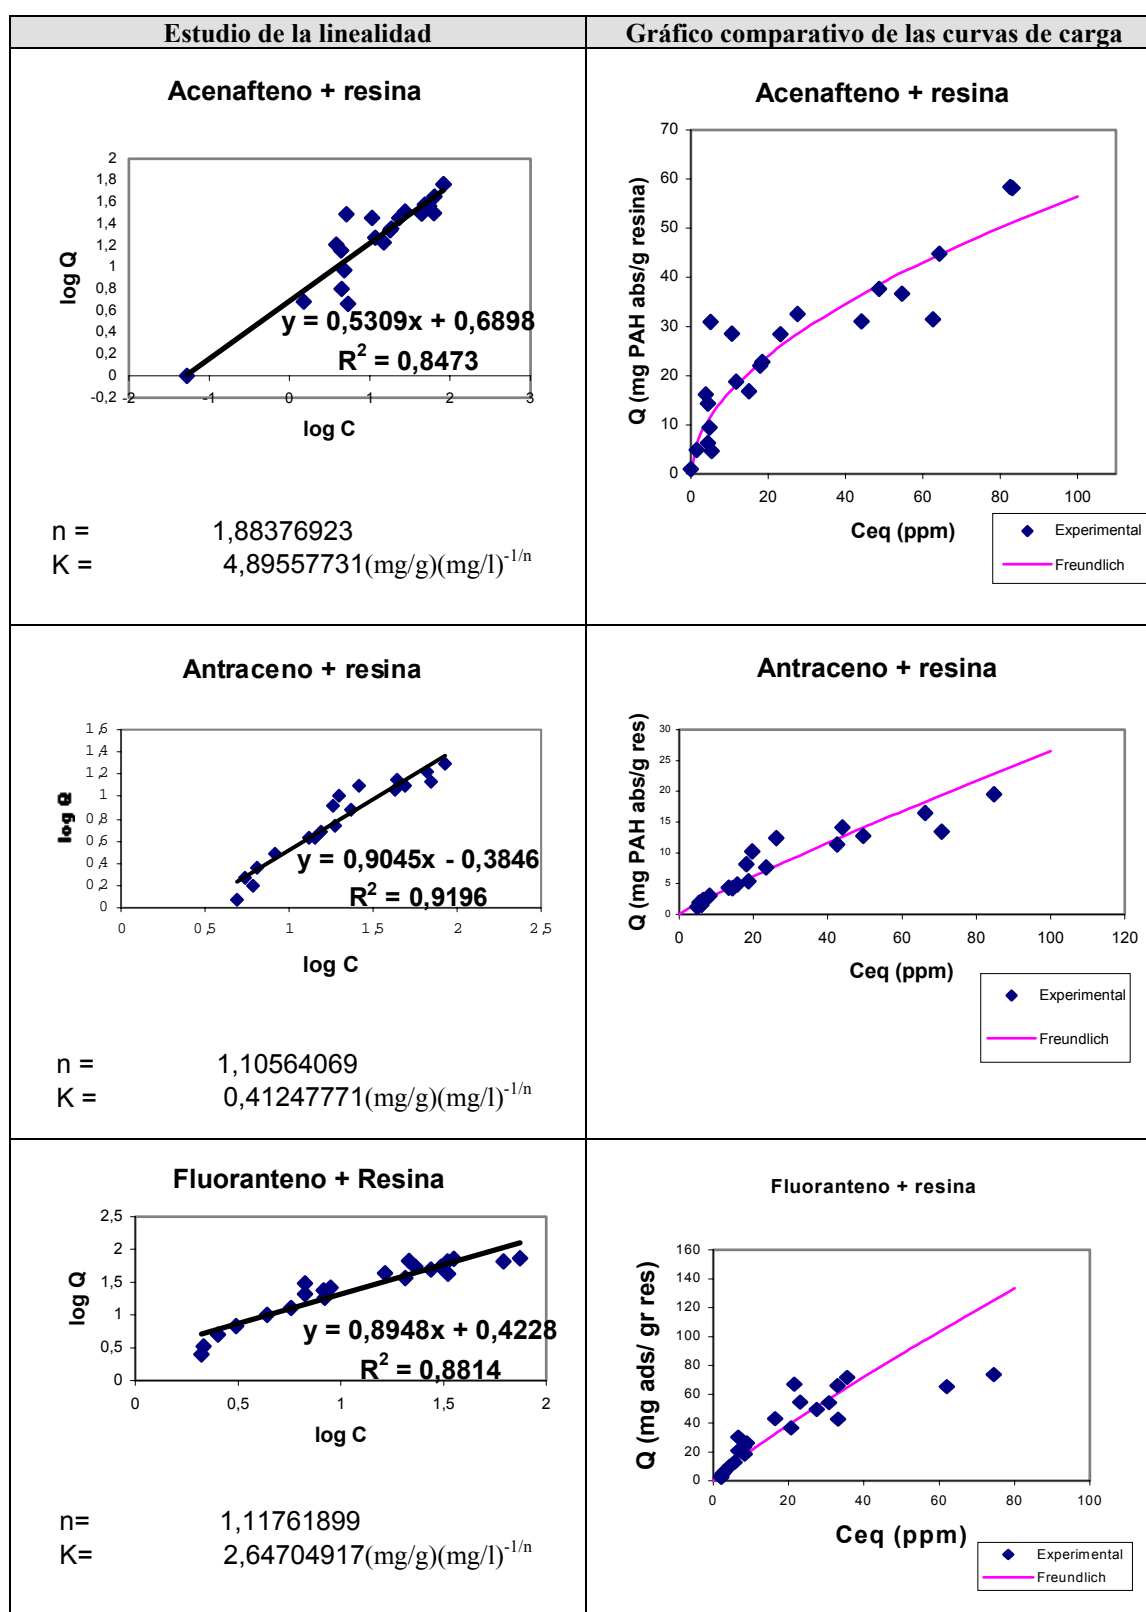 Estudio de la linealidad
Gráfico comparativo de las curvas de carga
Acenafteno + resina
2
1,8
1,6
1,4
1,2
1
0,8
0,6
0,4
0,2
0
-0,2
-2
-1
0
1
2
3
log Q
log C
y = 0,5309x + 0,6898
R² = 0,8473
n = 1,88376923
K = 4,89557731(mg/g)(mg/l)^-1/n
Acenafteno + resina
70
60
50
40
30
20
10
0
0
20
40
60
80
100
Q (mg PAH abs/g resina)
Ceq (ppm)
Experimental
Freundlich
Antraceno + resina
1,6
1,4
1,2
1
0,8
0,6
0,4
0,2
0
0
0,5
1
1,5
2
2,5
log Q
log C
y = 0,9045x - 0,3846
R² = 0,9196
n = 1,10564069
K = 0,41247771(mg/g)(mg/l)^-1/n
Antraceno + resina
30
25
20
15
10
5
0
0
20
40
60
80
100
120
Q (mg PAH abs/g res)
Ceq (ppm)
Experimental
Freundlich
Fluoranteno + Resina
2,5
2
1,5
1
0,5
0
0
0,5
1
1,5
2
log Q
log C
y = 0,8948x + 0,4228
R² = 0,8814
n= 1,11761899
K= 2,64704917(mg/g)(mg/l)^-1/n
Fluoranteno + resina
160
140
120
100
80
60
40
20
0
0
20
40
60
80
100
Q (mg ads/ gr res)
Ceq (ppm)
Experimental
Freundlich